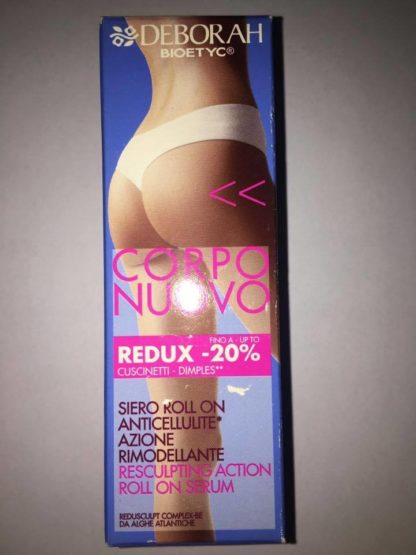 DEBORAH
BIOETYC®
<<
CORPO
NUOVO
FINO A - UP TO
REDUX -20%
CUSCINETTI - DIMPLES**
SIERO ROLL ON
ANTICELLULITE*
AZIONE
RIMODELLANTE
RESCULPTING ACTION
ROLL ON SERUM
REDUSCULPT COMPLEX-BE
DA ALGHE ATLANTICHE